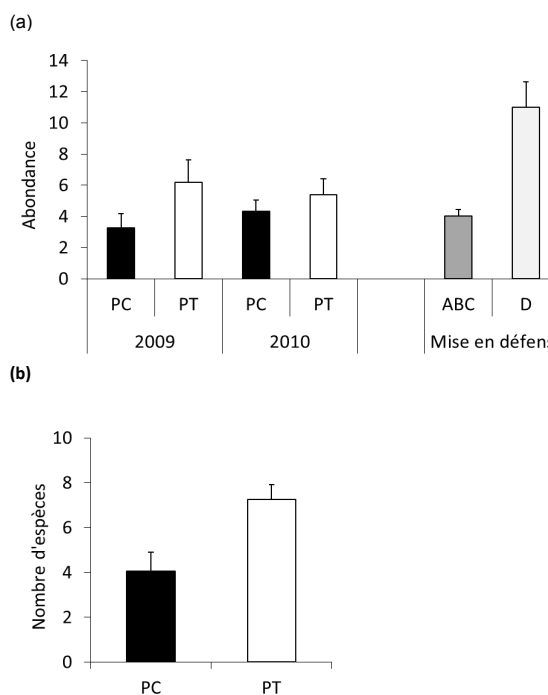 (a)
14
12
10
8
6
4
2
0
Abondance
PC PT PC PT ABC D
2009 2010 Mise en défens
(b)
10
8
6
4
2
0
Nombre d'espèces
PC PT